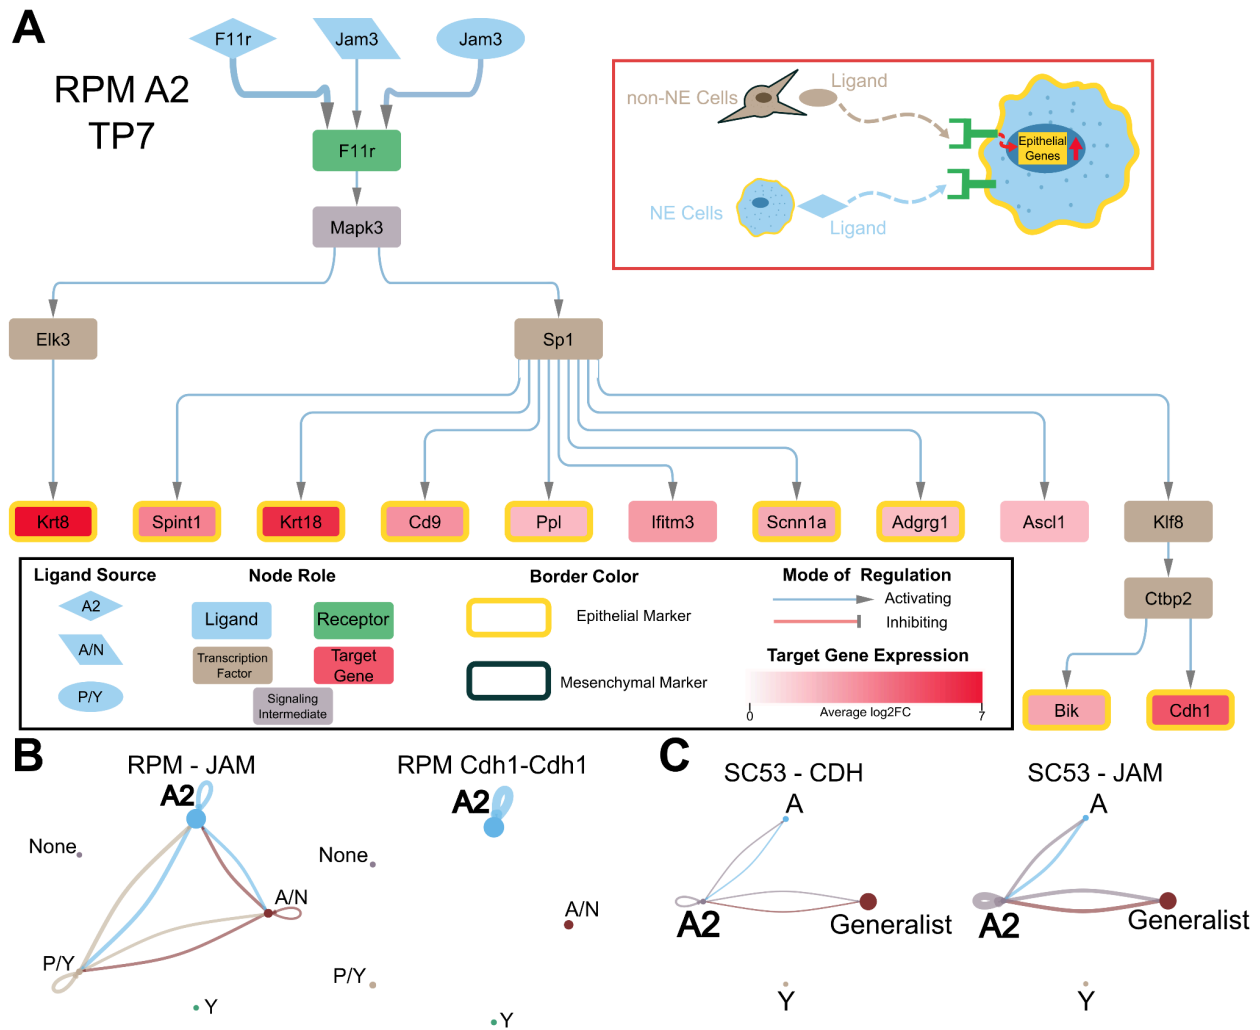 A
RPM A2
TP7
F11r
Jam3
Jam3
F11r
Mapk3
Elk3
Sp1
non-NE Cells
Ligand
Epithelial
Genes
NE Cells
Ligand
Krt8
Spint1
Krt18
Cd9
Ppl
Ifitm3
Scnn1a
Adgrg1
Ascl1
Klf8
Ctbp2
Bik
Cdh1
Ligand Source
A2
A/N
P/Y
Node Role
Ligand
Receptor
Transcription
Factor
Target
Gene
Signaling
Intermediate
Border Color
Epithelial Marker
Mesenchymal Marker
Mode of Regulation
Activating
Inhibiting
Target Gene Expression
0
Average log2FC
7
B
RPM - JAM
A2
None
A/N
P/Y
Y
RPM Cdh1-Cdh1
A2
None
A/N
P/Y
Y
C
SC53 - CDH
A
A2
Generalist
Y
SC53 - JAM
A
A2
Generalist
Y